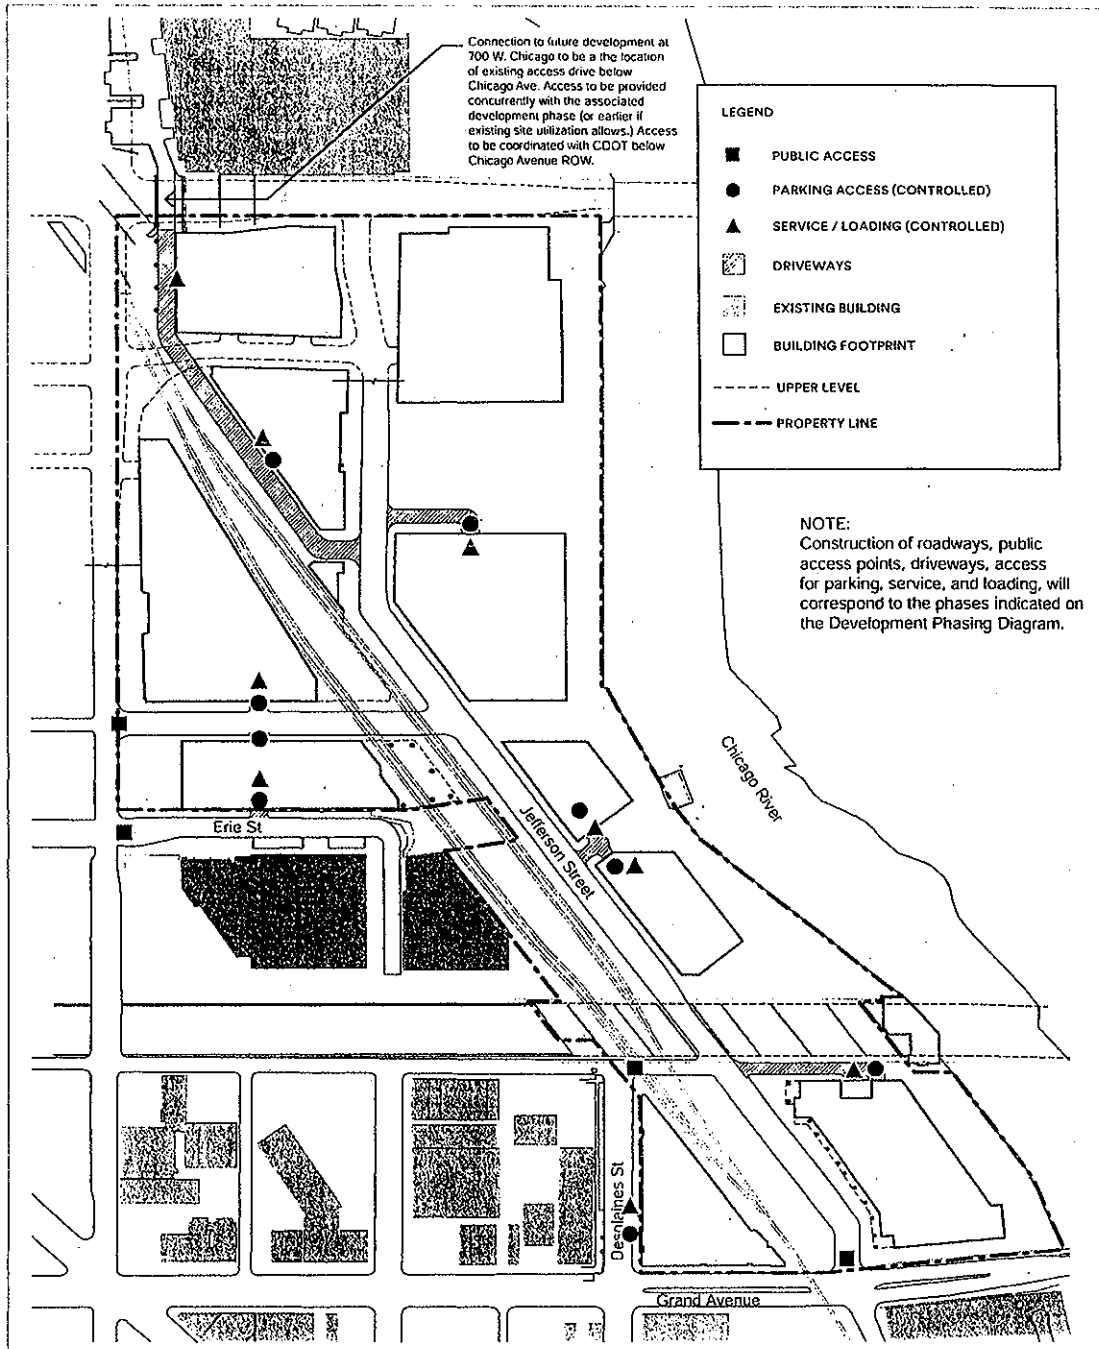 Connection to future development at
700 W. Chicago to be a the location
of existing access drive below
Chicago Ave. Access to be provided
concurrently with the associated
development phase (or earlier if
existing site utilization allows.) Access
to be coordinated with CDOT below
Chicago Avenue ROW.
LEGEND
PUBLIC ACCESS
PARKING ACCESS (CONTROLLED)
SERVICE / LOADING (CONTROLLED)
DRIVEWAYS
EXISTING BUILDING
BUILDING FOOTPRINT
UPPER LEVEL
PROPERTY LINE
NOTE:
Construction of roadways, public
access points, driveways, access
for parking, service, and loading, will
correspond to the phases indicated on
the Development Phasing Diagram.
Chicago River
Jefferson Street
Erie St
Desplaines St
Grand Avenue